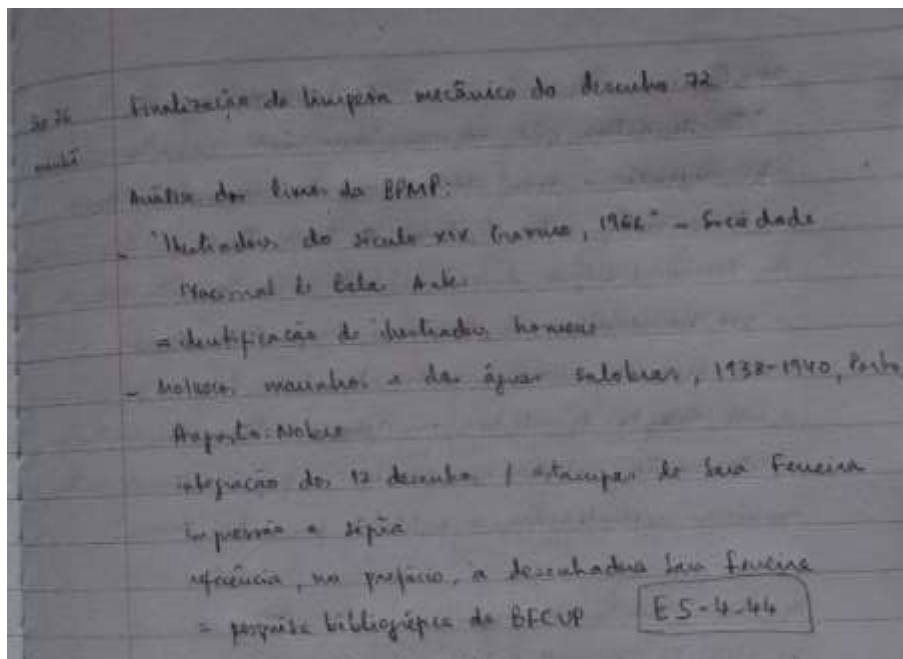 manhã
Finalização da limpeza mecânica do desenho 72
Análise dos livros da BPMP:
- "Ilustradores do século XIX 1966" - Sociedade
Nacional de Belas Artes
= identificação de ilustradores homens
- Moluscos marinhos e das águas salobras, 1938-1940, Porto,
Augusto Nobre
integração dos 12 desenhos / estampas de Sara Ferreira
impressão a sépia
referência, no prefácio, a desenhadora Sara Ferreira
= pesquisa bibliográfica da BFCUP E5-4-44